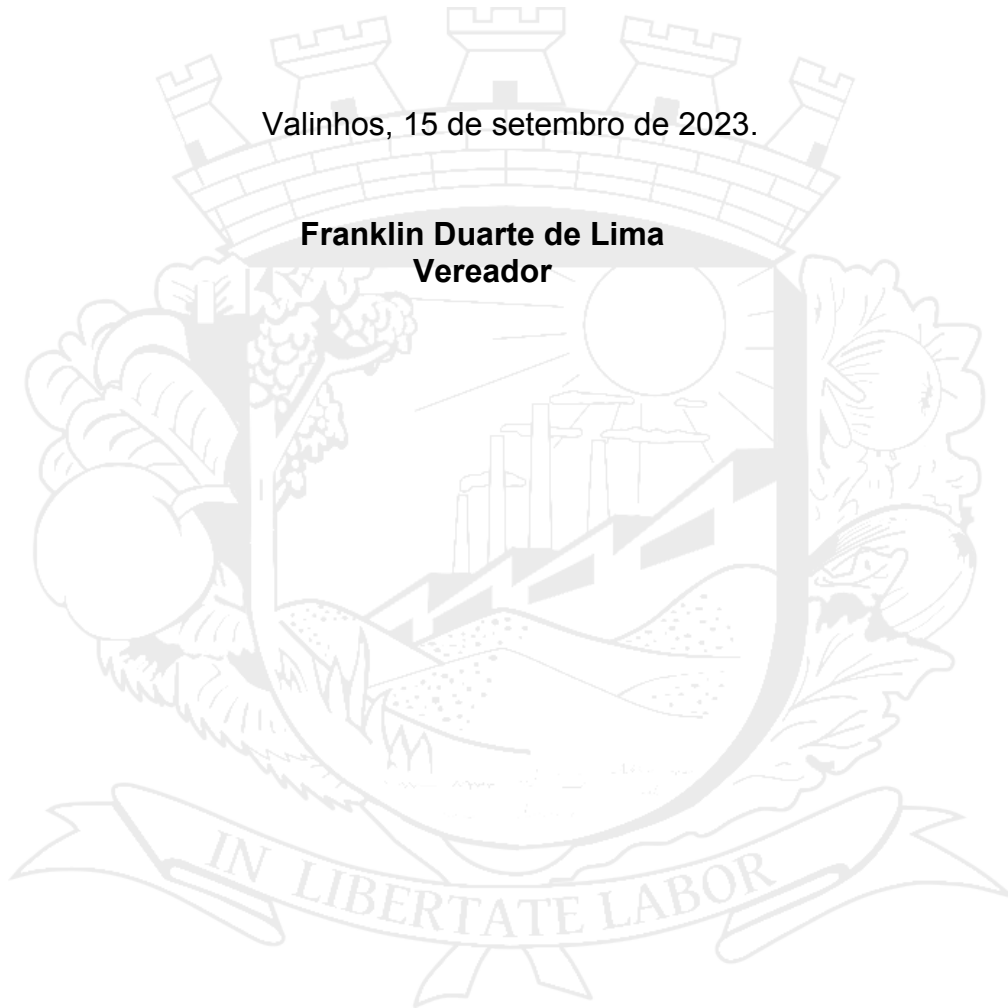 Valinhos, 15 de setembro de 2023.
Franklin Duarte de Lima
Vereador
IN LIBERTATE LABOR